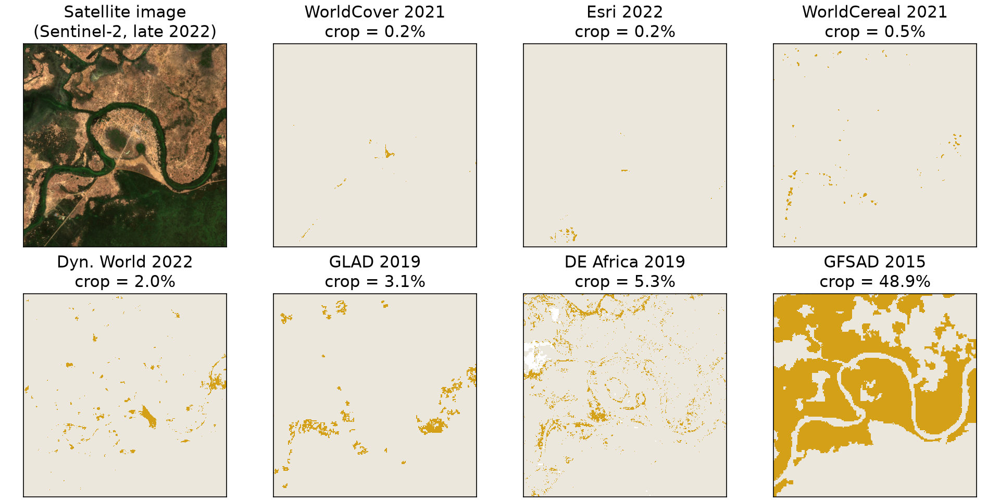 Satellite image
(Sentinel-2, late 2022)
WorldCover 2021
crop = 0.2%
Esri 2022
crop = 0.2%
WorldCereal 2021
crop = 0.5%
Dyn. World 2022
crop = 2.0%
GLAD 2019
crop = 3.1%
DE Africa 2019
crop = 5.3%
GFSAD 2015
crop = 48.9%